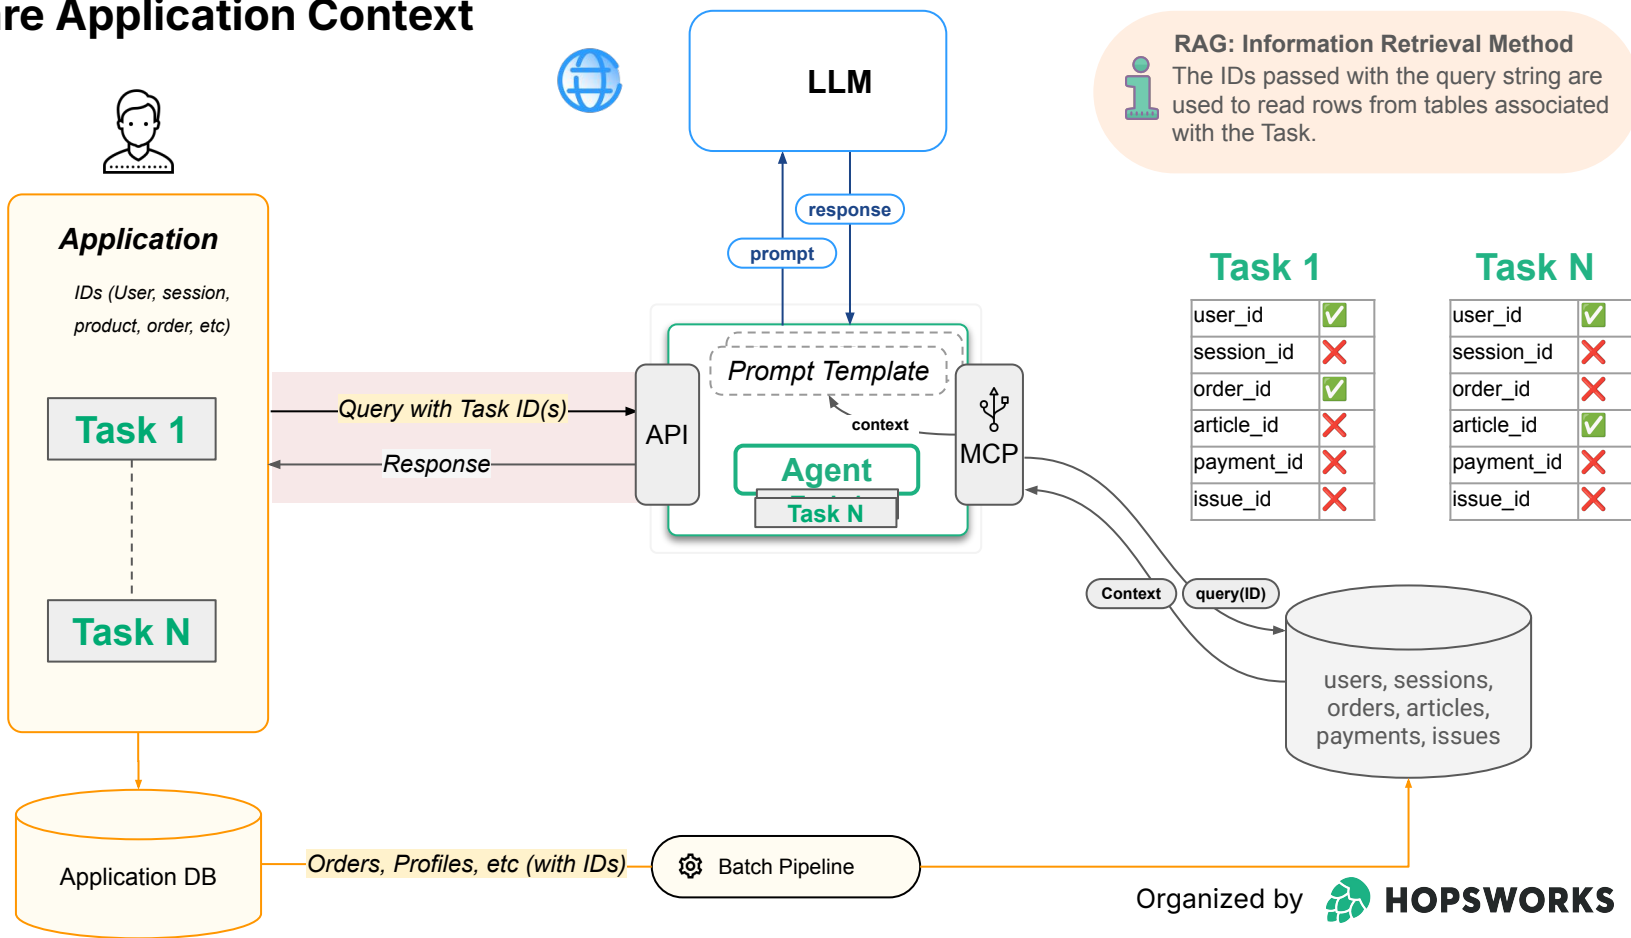 are Application Context
LLM
RAG: Information Retrieval Method
The IDs passed with the query string are
used to read rows from tables associated
with the Task.
response
prompt
Application
IDs (User, session,
product, order, etc)
Task 1
Task N
Query with Task ID(s)
Response
API
Prompt Template
context
MCP
Agent
Task N
Task 1
user_id ✅
session_id ❌
order_id ✅
article_id ❌
payment_id ❌
issue_id ❌
Task N
user_id ✅
session_id ❌
order_id ❌
article_id ✅
payment_id ❌
issue_id ❌
Context
query(ID)
users, sessions,
orders, articles,
payments, issues
Application DB
Orders, Profiles, etc (with IDs)
Batch Pipeline
Organized by
HOPSWORKS